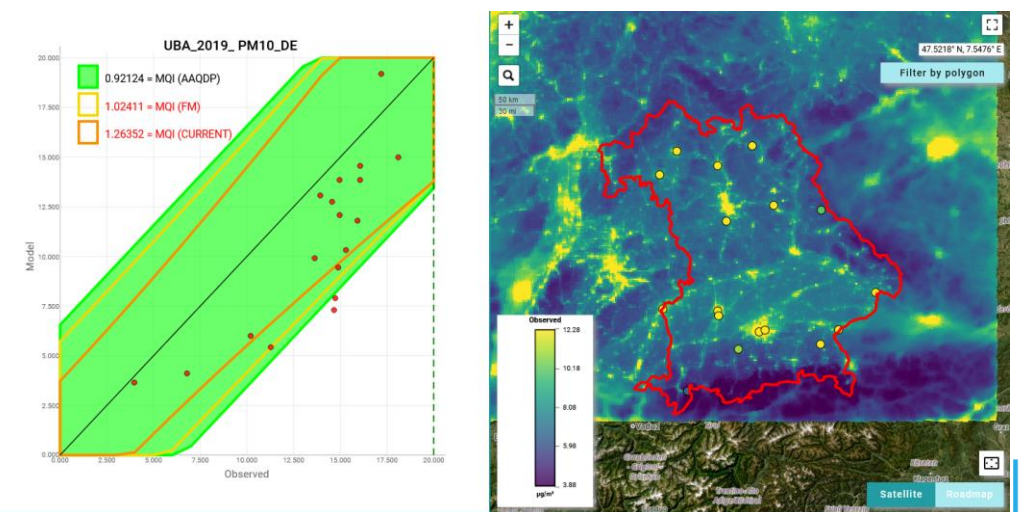 UBA_2019_ PM10_DE
20.000
0.92124 = MQI (AAQDP)
1.02411 = MQI (FM)
1.26352 = MQI (CURRENT)
17.500
15.000
12.500
10.000
7.500
5.000
2.500
0.000
0.000 2.500 5.000 7.500 10.000 12.500 15.000 17.500 20.000
Model
Observed
+
−
47.5218° N, 7.5476° E
Filter by polygon
50 km
30 mi
Observed
12.28
10.18
8.08
5.98
3.88
µg/m³
Vaduz
Satellite
Roadmap